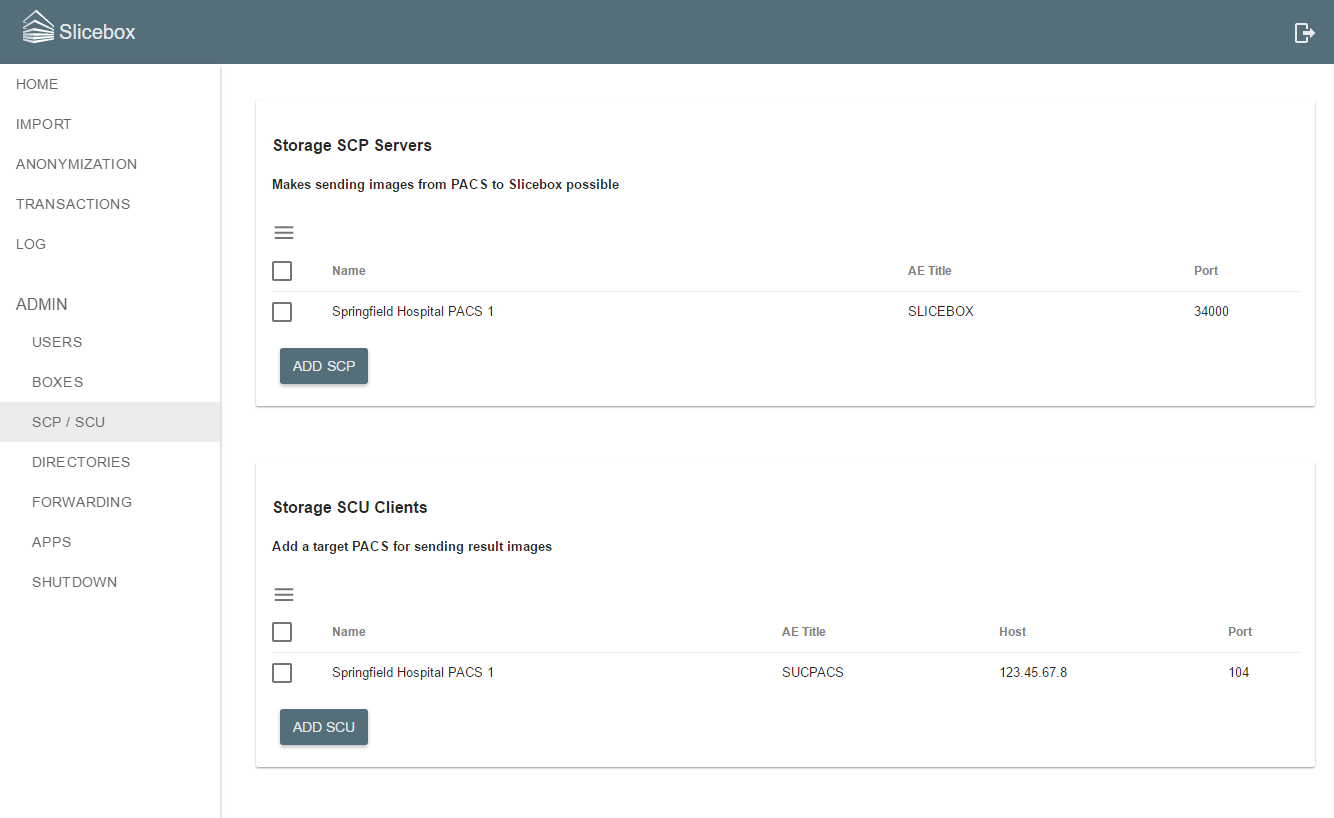 Slicebox
HOME
IMPORT
ANONYMIZATION
TRANSACTIONS
LOG
ADMIN
USERS
BOXES
SCP / SCU
DIRECTORIES
FORWARDING
APPS
SHUTDOWN
Storage SCP Servers
Makes sending images from PACS to Slicebox possible
Name AE Title Port
Springfield Hospital PACS 1 SLICEBOX 34000
ADD SCP
Storage SCU Clients
Add a target PACS for sending result images
Name AE Title Host Port
Springfield Hospital PACS 1 SUCPACS 123.45.67.8 104
ADD SCU